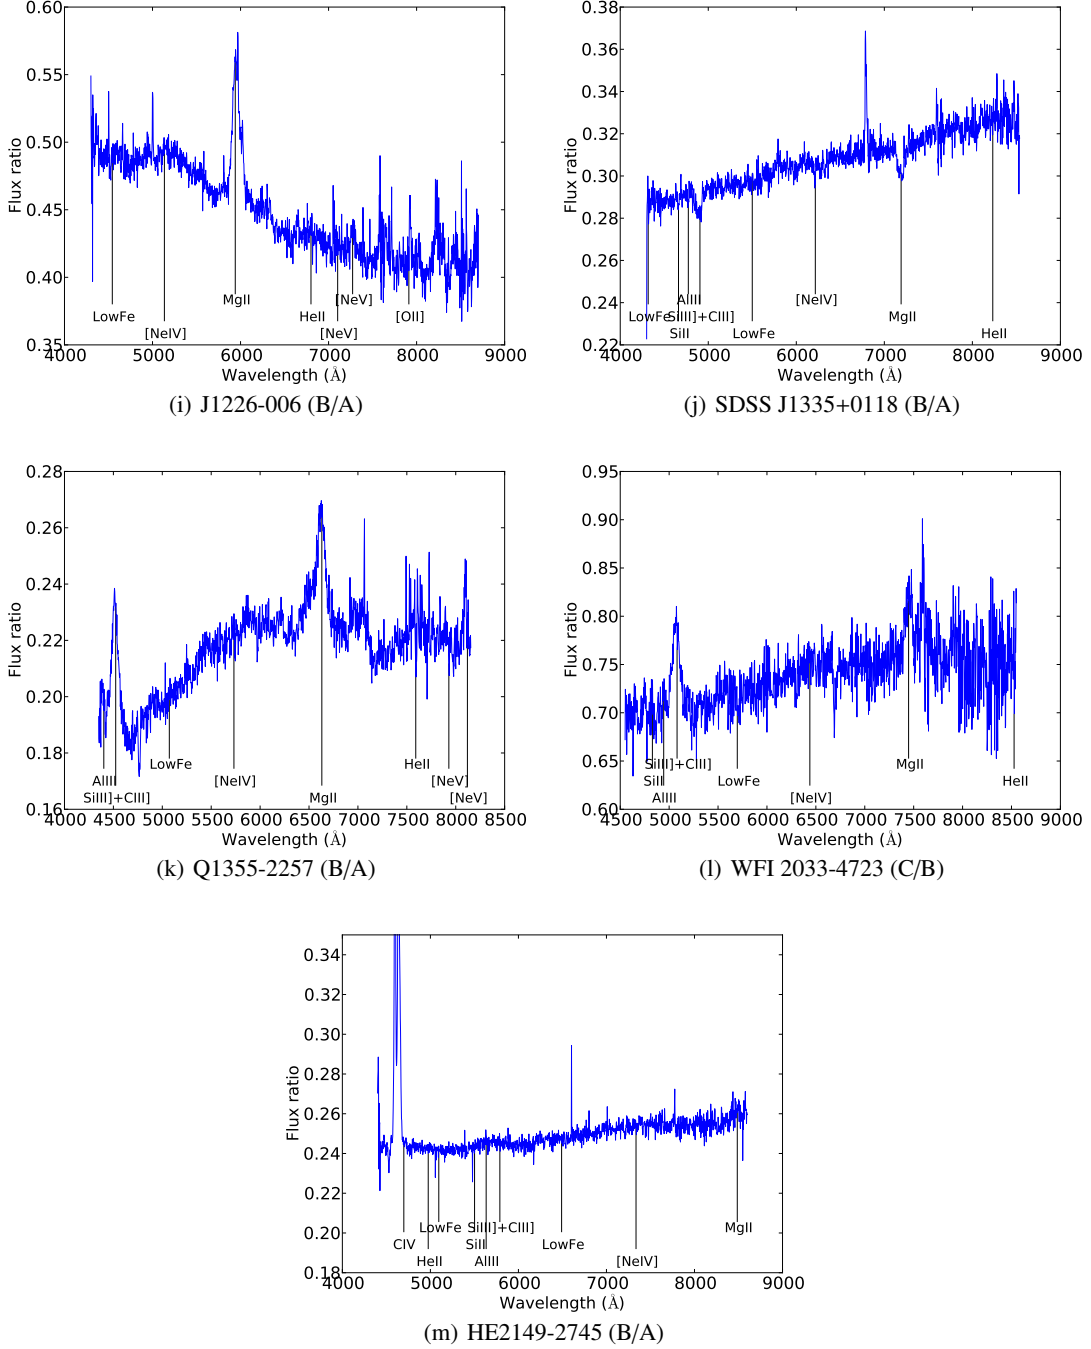 0.60
0.55
0.50
0.45
0.40
0.35
Flux ratio
LowFe
[NeIV]
MgII
HeII
[NeV]
[NeV]
[OII]
4000 5000 6000 7000 8000 9000
Wavelength (Å)
(i) J1226-006 (B/A)
0.38
0.36
0.34
0.32
0.30
0.28
0.26
0.24
0.22
Flux ratio
LowFe
SiII
AlIII
SiIII]+CIII]
LowFe
[NeIV]
MgII
HeII
4000 5000 6000 7000 8000 9000
Wavelength (Å)
(j) SDSS J1335+0118 (B/A)
0.28
0.26
0.24
0.22
0.20
0.18
0.16
Flux ratio
AlIII
SiIII]+CIII]
LowFe
[NeIV]
MgII
HeII
[NeV]
[NeV]
4000 4500 5000 5500 6000 6500 7000 7500 8000 8500
Wavelength (Å)
(k) Q1355-2257 (B/A)
0.95
0.90
0.85
0.80
0.75
0.70
0.65
0.60
Flux ratio
SiIII]+CIII]
SiII
AlIII
LowFe
[NeIV]
MgII
HeII
4500 5000 5500 6000 6500 7000 7500 8000 8500 9000
Wavelength (Å)
(l) WFI 2033-4723 (C/B)
0.34
0.32
0.30
0.28
0.26
0.24
0.22
0.20
0.18
Flux ratio
CIV
HeII
LowFe
SiII
AlIII
SiIII]+CIII]
LowFe
[NeIV]
MgII
4000 5000 6000 7000 8000 9000
Wavelength (Å)
(m) HE2149-2745 (B/A)